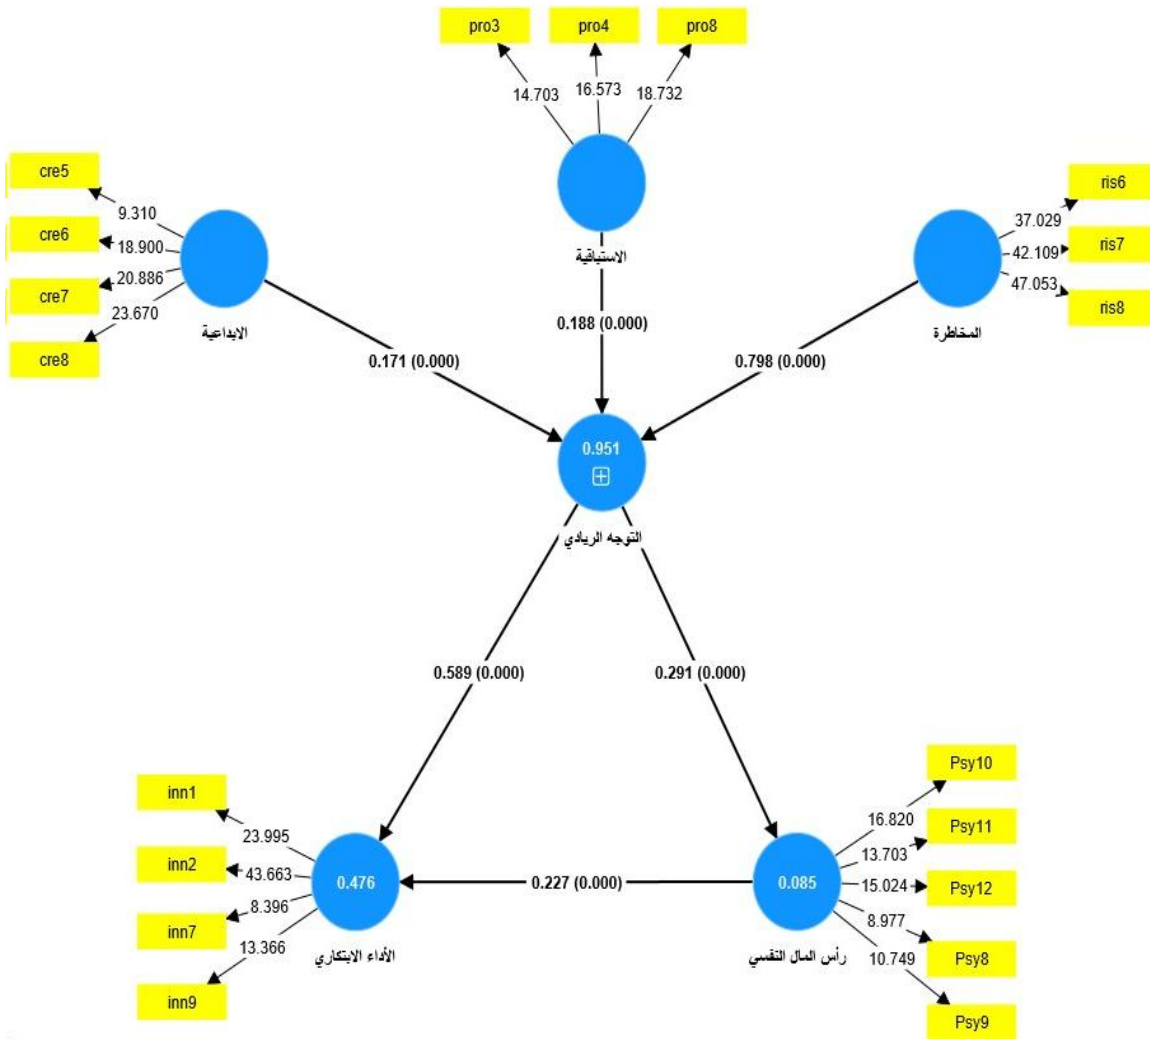 pro3
pro4
pro8
14.703
16.573
18.732
cre5
cre6
cre7
cre8
9.310
18.900
20.886
23.670
الابداعية
الاستباقية
ris6
ris7
ris8
37.029
42.109
47.053
المخاطرة
0.171 (0.000)
0.188 (0.000)
0.798 (0.000)
0.951
التوجه الريادي
0.589 (0.000)
0.291 (0.000)
inn1
inn2
inn7
inn9
23.995
43.663
8.396
13.366
0.476
الأداء الابتكاري
0.227 (0.000)
0.085
رأس المال النفسي
Psy10
Psy11
Psy12
Psy8
Psy9
16.820
13.703
15.024
8.977
10.749